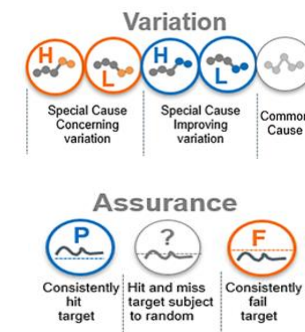 Variation
H L H L
Special Cause Concerning variation
Special Cause Improving variation
Common Cause
Assurance
P ? F
Consistently hit target
Hit and miss target subject to random
Consistently fail target